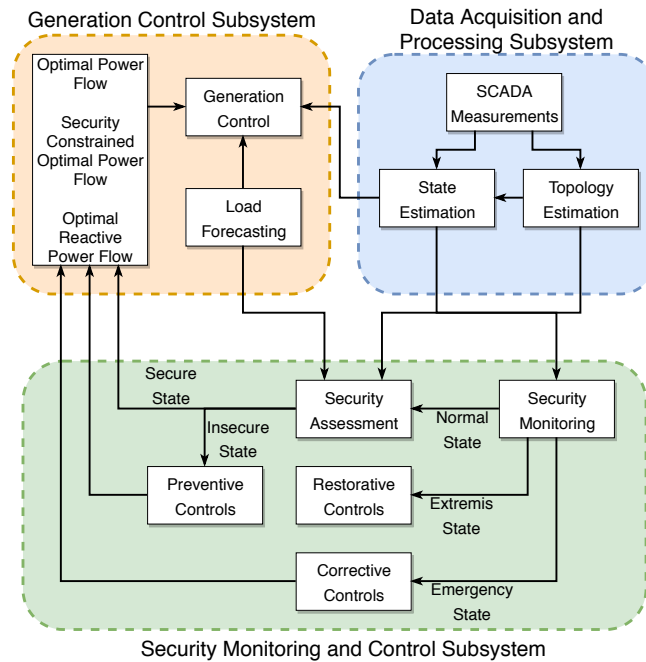 Generation Control Subsystem
Data Acquisition and
Processing Subsystem
Optimal Power
Flow
Security
Constrained
Optimal Power
Flow
Optimal
Reactive
Power Flow
Generation
Control
Load
Forecasting
SCADA
Measurements
State
Estimation
Topology
Estimation
Secure
State
Security
Assessment
Normal
State
Security
Monitoring
Insecure
State
Preventive
Controls
Restorative
Controls
Extremis
State
Corrective
Controls
Emergency
State
Security Monitoring and Control Subsystem